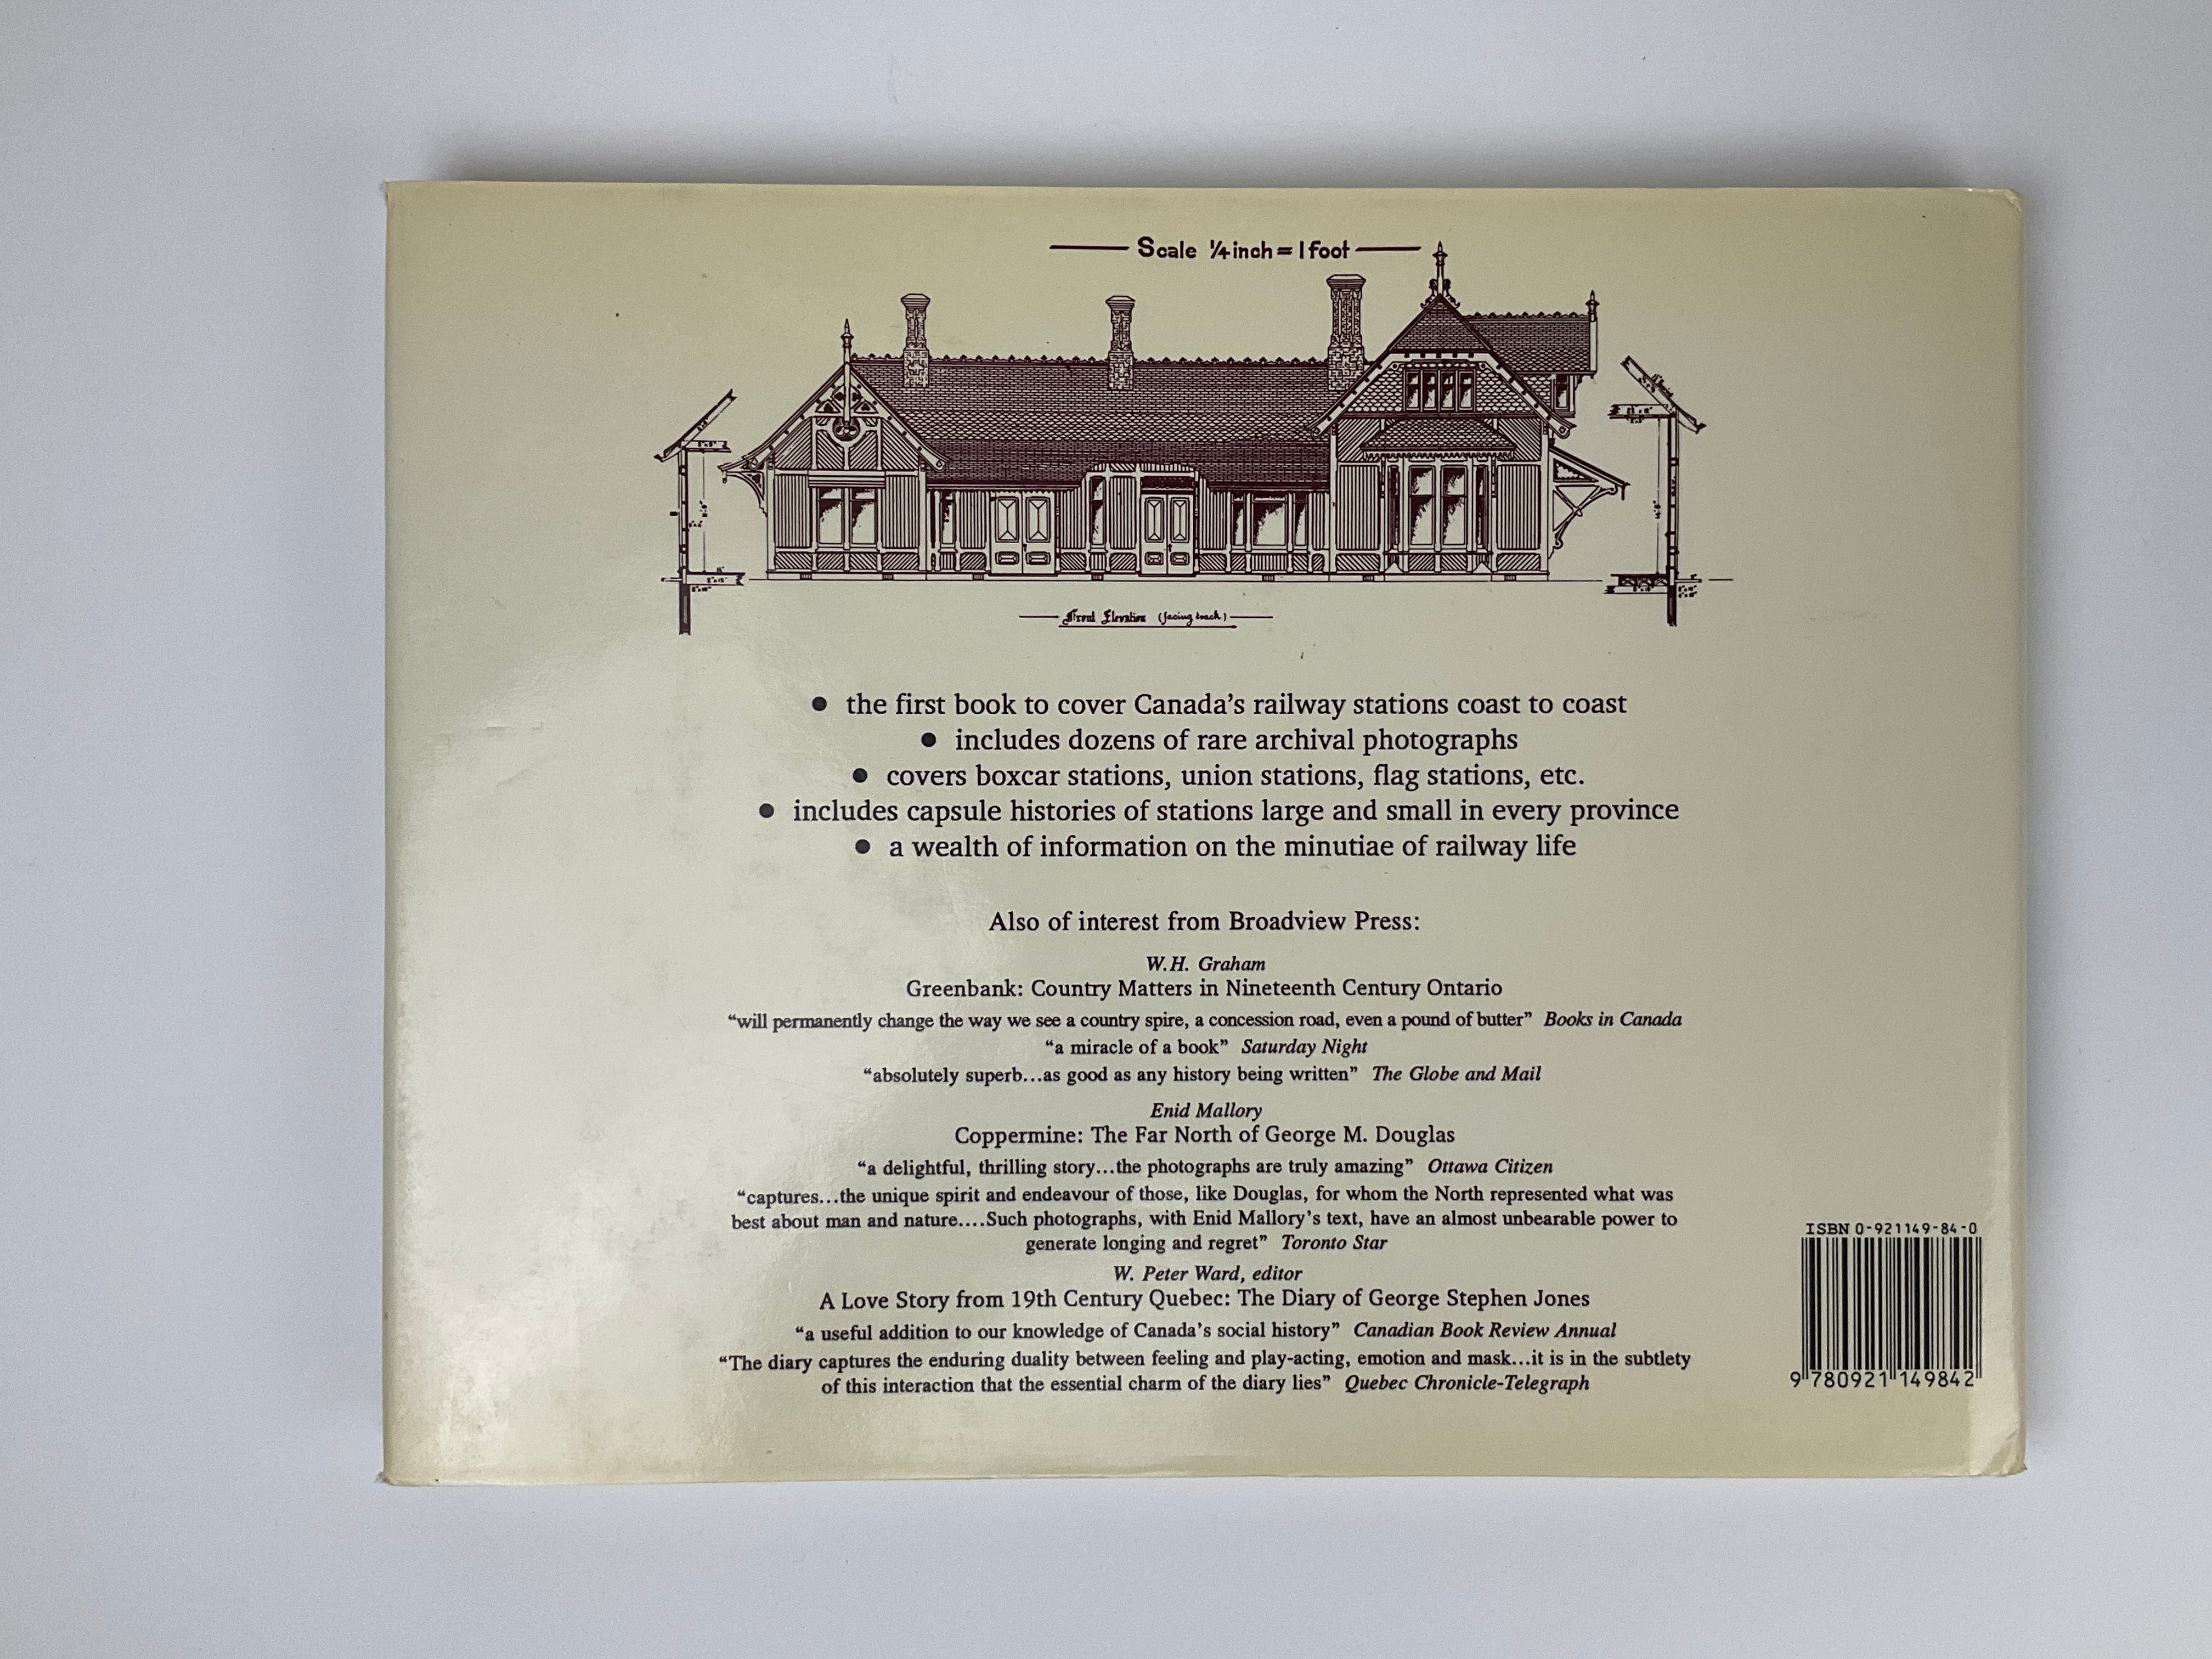 Scale ¼ inch = 1 foot
Front Elevation (facing track)
• the first book to cover Canada's railway stations coast to coast
• includes dozens of rare archival photographs
• covers boxcar stations, union stations, flag stations, etc.
• includes capsule histories of stations large and small in every province
• a wealth of information on the minutiae of railway life
Also of interest from Broadview Press:
W.H. Graham
Greenbank: Country Matters in Nineteenth Century Ontario
“will permanently change the way we see a country spire, a concession road, even a pound of butter” Books in Canada
“a miracle of a book” Saturday Night
“absolutely superb...as good as any history being written” The Globe and Mail
Enid Mallory
Coppermine: The Far North of George M. Douglas
“a delightful, thrilling story...the photographs are truly amazing” Ottawa Citizen
“captures...the unique spirit and endeavour of those, like Douglas, for whom the North represented what was
best about man and nature....Such photographs, with Enid Mallory's text, have an almost unbearable power to
generate longing and regret” Toronto Star
W. Peter Ward, editor
A Love Story from 19th Century Quebec: The Diary of George Stephen Jones
“a useful addition to our knowledge of Canada's social history” Canadian Book Review Annual
“The diary captures the enduring duality between feeling and play-acting, emotion and mask...it is in the subtlety
of this interaction that the essential charm of the diary lies” Quebec Chronicle-Telegraph
ISBN 0-921149-84-0
9 780921 149842